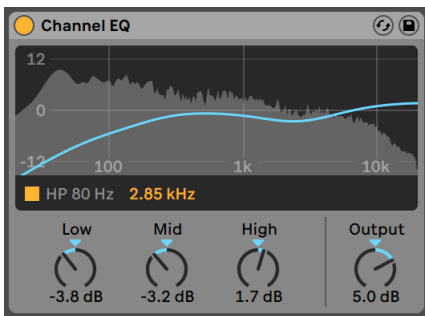 Channel EQ
12
0
-12
100
1k
10k
HP 80 Hz 2.85 kHz
Low Mid High Output
-3.8 dB -3.2 dB 1.7 dB 5.0 dB